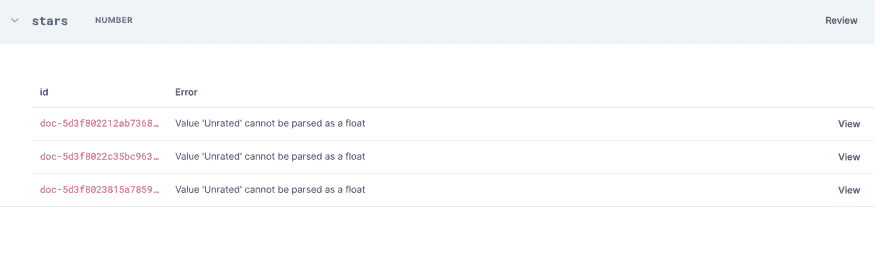 stars NUMBER Review
id Error
doc-5d3f802212ab7368… Value 'Unrated' cannot be parsed as a float View
doc-5d3f8022c35bc963… Value 'Unrated' cannot be parsed as a float View
doc-5d3f8023815a7859… Value 'Unrated' cannot be parsed as a float View